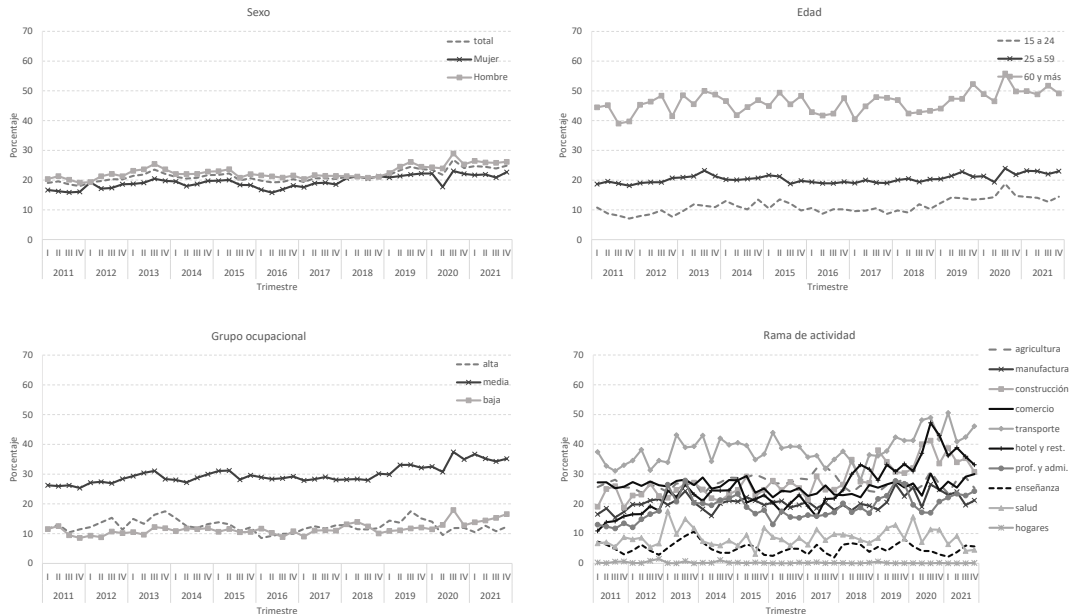 Sexo
Porcentaje
70
60
50
40
30
20
10
0
total
Mujer
Hombre
I II III IV I II III IV I II III IV I II III IV I II III IV I II III IV I II III IV I II III IV I II III IV I II III IV I II III IV
2011 2012 2013 2014 2015 2016 2017 2018 2019 2020 2021
Trimestre
Edad
Porcentaje
70
60
50
40
30
20
10
0
15 a 24
25 a 59
60 y más
I II III IV I II III IV I II III IV I II III IV I II III IV I II III IV I II III IV I II III IV I II III IV I II III IV I II III IV
2011 2012 2013 2014 2015 2016 2017 2018 2019 2020 2021
Trimestre
Grupo ocupacional
Porcentaje
70
60
50
40
30
20
10
0
alta
media
baja
I II III IV I II III IV I II III IV I II III IV I II III IV I II III IV I II III IV I II III IV I II III IV I II III IV I II III IV
2011 2012 2013 2014 2015 2016 2017 2018 2019 2020 2021
Trimestre
Rama de actividad
Porcentaje
70
60
50
40
30
20
10
0
agricultura
manufactura
construcción
comercio
transporte
hotel y rest.
prof. y admi.
enseñanza
salud
hogares
I II III IV I II III IV I II III IV I II III IV I II III IV I II III IV I II III IV I II III IV I II III IV I II III IV I II III IV
2011 2012 2013 2014 2015 2016 2017 2018 2019 2020 2021
Trimestre